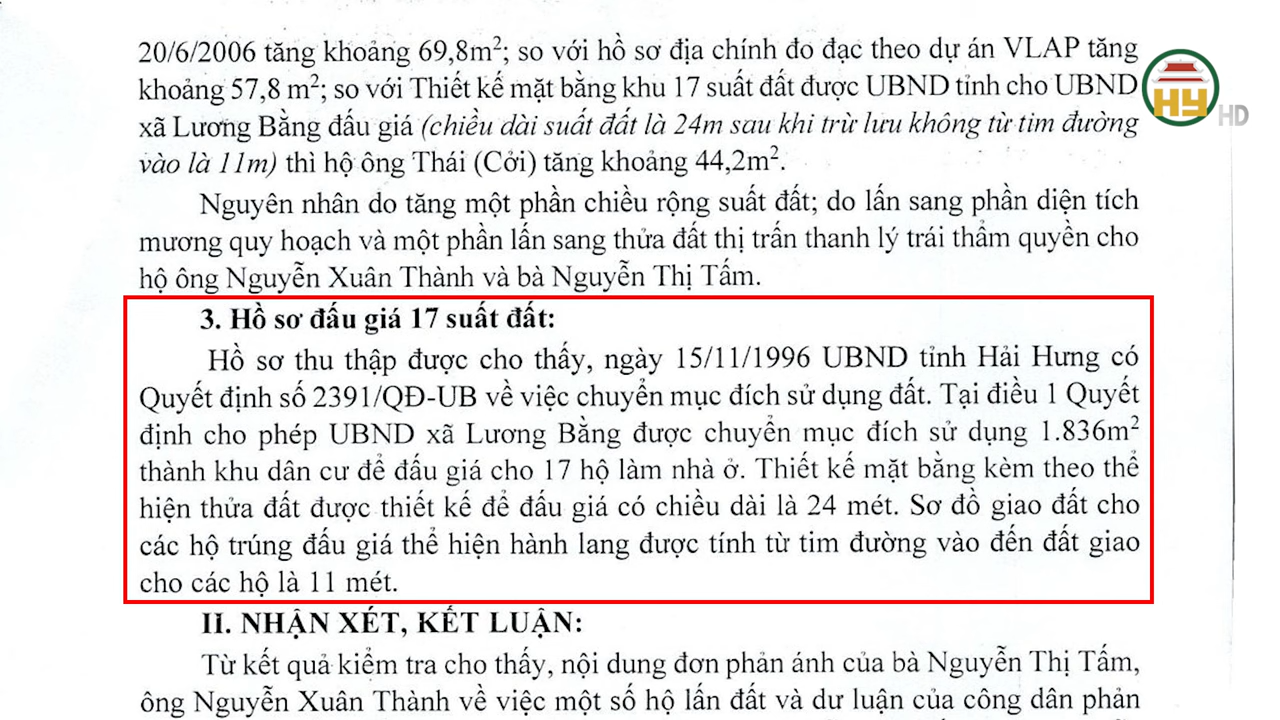 20/6/2006 tăng khoảng 69,8m²; so với hồ sơ địa chính đo đạc theo dự án VLAP tăng
khoảng 57,8 m²; so với Thiết kế mặt bằng khu 17 suất đất được UBND tỉnh cho UBND
xã Lương Bằng đấu giá (chiều dài suất đất là 24m sau khi trừ lưu không từ tim đường
vào là 11m) thì hộ ông Thái (Cởi) tăng khoảng 44,2m².
Nguyên nhân do tăng một phần chiều rộng suất đất; do lấn sang phần diện tích
mương quy hoạch và một phần lấn sang thửa đất thị trấn thanh lý trái thẩm quyền cho
hộ ông Nguyễn Xuân Thành và bà Nguyễn Thị Tấm.
3. Hồ sơ đấu giá 17 suất đất:
Hồ sơ thu thập được cho thấy, ngày 15/11/1996 UBND tỉnh Hải Hưng có
Quyết định số 2391/QĐ-UB về việc chuyển mục đích sử dụng đất. Tại điều 1 Quyết
định cho phép UBND xã Lương Bằng được chuyển mục đích sử dụng 1.836m²
thành khu dân cư để đấu giá cho 17 hộ làm nhà ở. Thiết kế mặt bằng kèm theo thể
hiện thửa đất được thiết kế để đấu giá có chiều dài là 24 mét. Sơ đồ giao đất cho
các hộ trúng đấu giá thể hiện hành lang được tính từ tim đường vào đến đất giao
cho các hộ là 11 mét.
II. NHẬN XÉT, KẾT LUẬN:
Từ kết quả kiểm tra cho thấy, nội dung đơn phản ánh của bà Nguyễn Thị Tấm,
ông Nguyễn Xuân Thành về việc một số hộ lấn đất và dư luận của công dân phản
HY HD